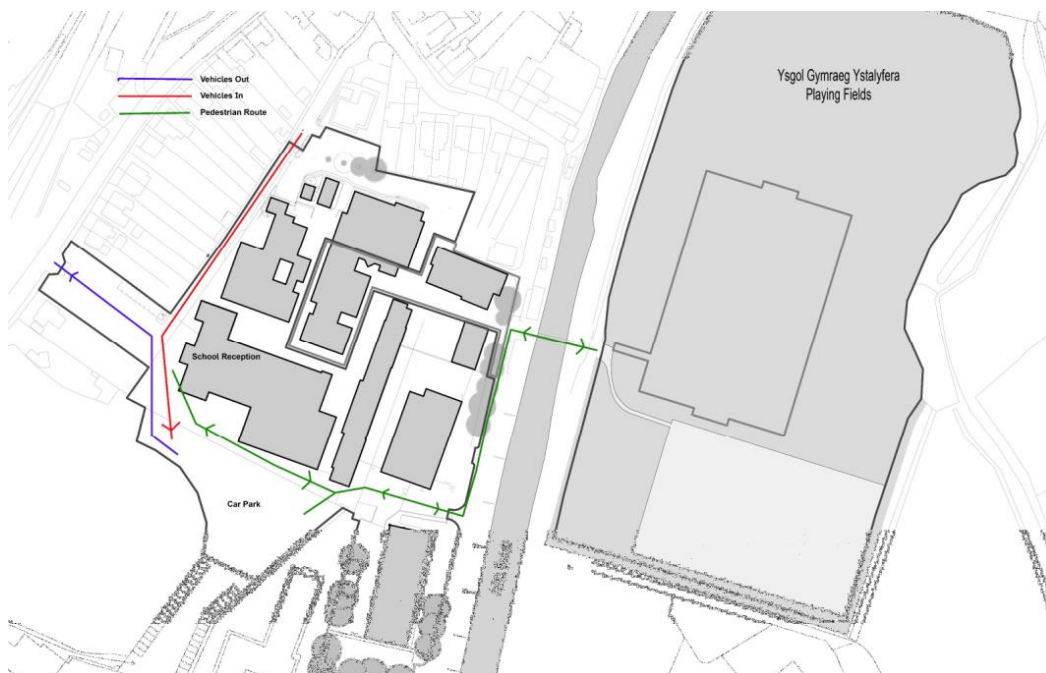 Vehicles Out
Vehicles In
Pedestrian Route
Ysgol Gymraeg Ystalyfera
Playing Fields
School Reception
Car Park